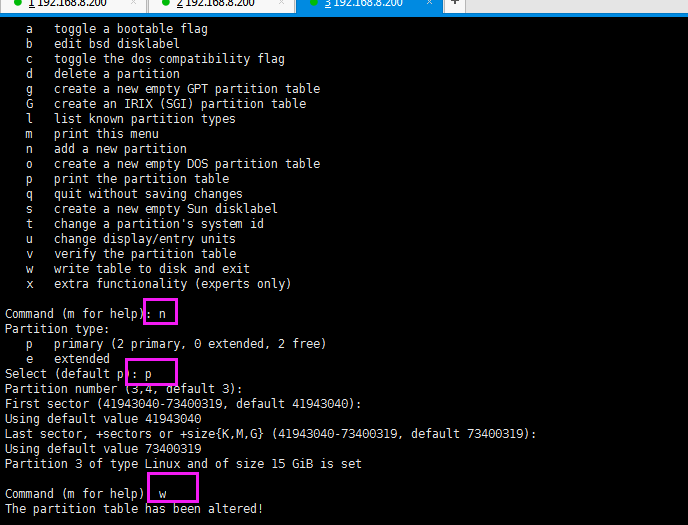 1 192.168.8.200 × 2 192.168.8.200 × 3 192.168.8.200 × +
a toggle a bootable flag
b edit bsd disklabel
c toggle the dos compatibility flag
d delete a partition
g create a new empty GPT partition table
G create an IRIX (SGI) partition table
l list known partition types
m print this menu
n add a new partition
o create a new empty DOS partition table
p print the partition table
q quit without saving changes
s create a new empty Sun disklabel
t change a partition's system id
u change display/entry units
v verify the partition table
w write table to disk and exit
x extra functionality (experts only)
Command (m for help): n
Partition type:
p primary (2 primary, 0 extended, 2 free)
e extended
Select (default p): p
Partition number (3,4, default 3):
First sector (41943040-73400319, default 41943040):
Using default value 41943040
Last sector, +sectors or +size{K,M,G} (41943040-73400319, default 73400319):
Using default value 73400319
Partition 3 of type Linux and of size 15 GiB is set
Command (m for help): w
The partition table has been altered!